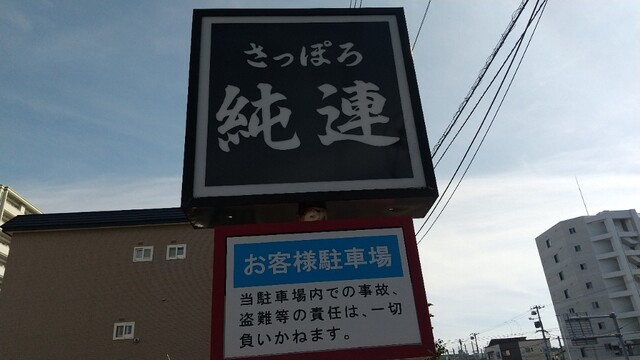 さっぽろ
純連
お客様駐車場
当駐車場内での事故、
盗難等の責任は、一切
負いかねます。